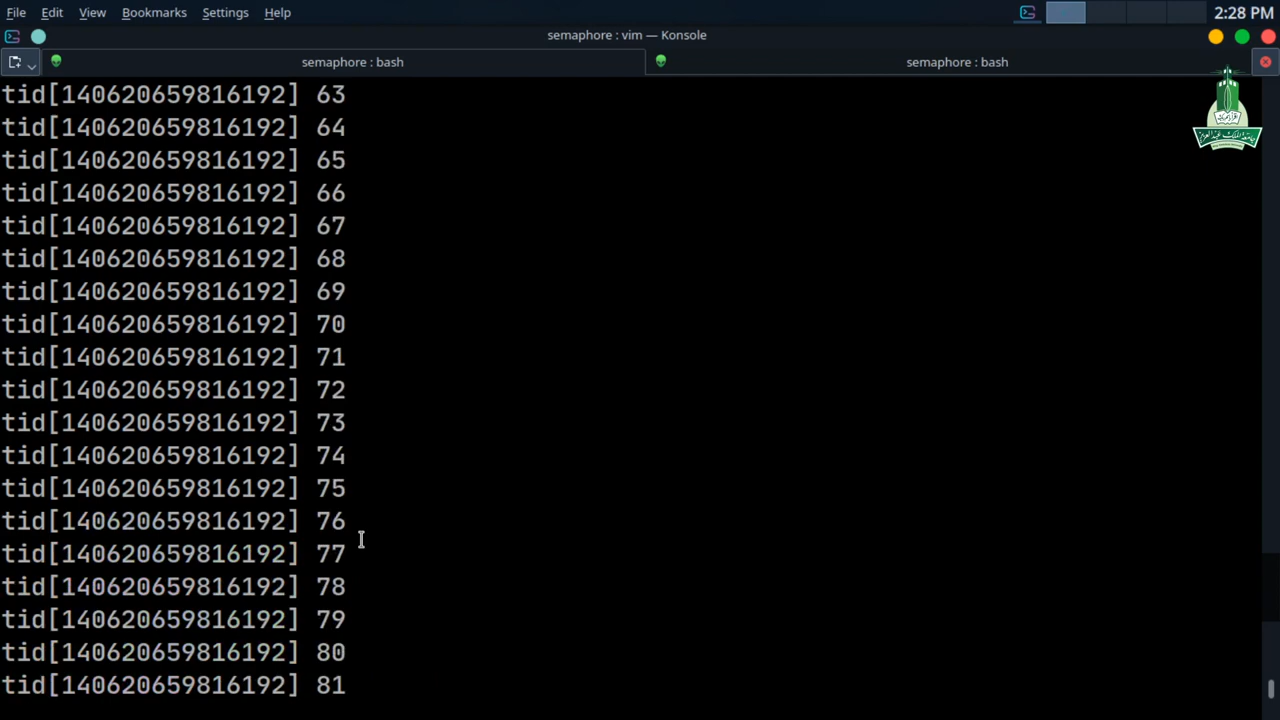 File Edit View Bookmarks Settings Help 2:28 PM
semaphore : vim — Konsole
semaphore : bash semaphore : bash
tid[140620659816192] 63
tid[140620659816192] 64
tid[140620659816192] 65
tid[140620659816192] 66
tid[140620659816192] 67
tid[140620659816192] 68
tid[140620659816192] 69
tid[140620659816192] 70
tid[140620659816192] 71
tid[140620659816192] 72
tid[140620659816192] 73
tid[140620659816192] 74
tid[140620659816192] 75
tid[140620659816192] 76
tid[140620659816192] 77
tid[140620659816192] 78
tid[140620659816192] 79
tid[140620659816192] 80
tid[140620659816192] 81
جامعة الملك عبدالعزيز